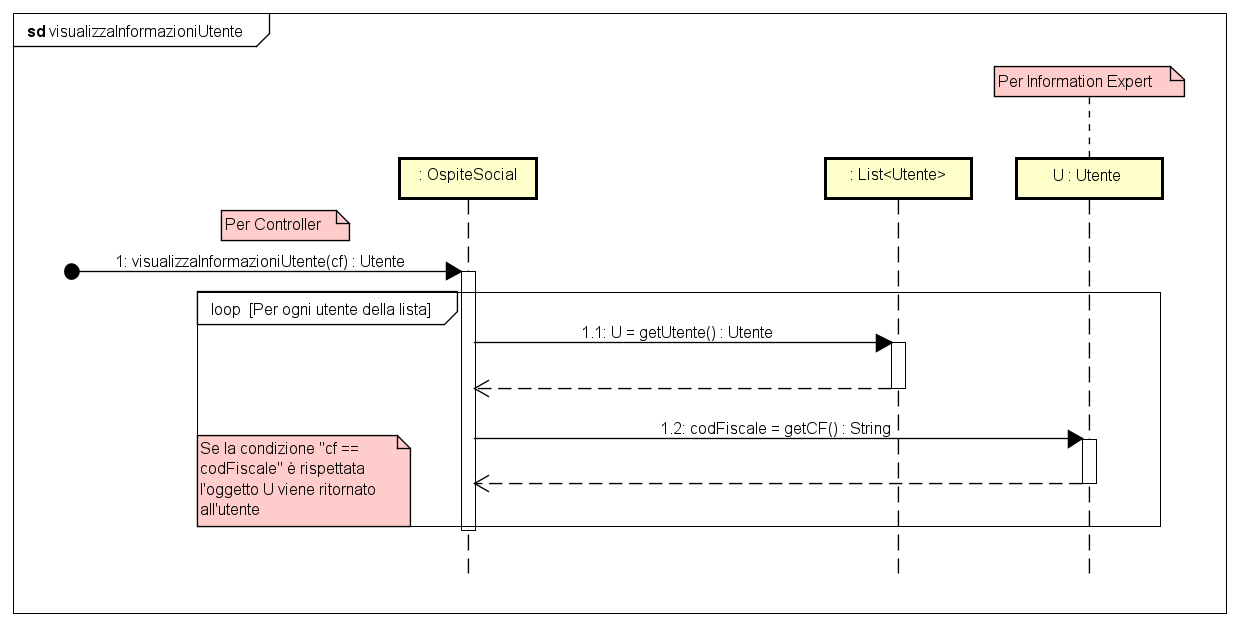 sd visualizzaInformazioniUtente
Per Information Expert
: OspiteSocial
: List<Utente>
U : Utente
Per Controller
1: visualizzaInformazioniUtente(cf) : Utente
loop [Per ogni utente della lista]
1.1: U = getUtente() : Utente
1.2: codFiscale = getCF() : String
Se la condizione "cf ==
codFiscale" è rispettata
l'oggetto U viene ritornato
all'utente